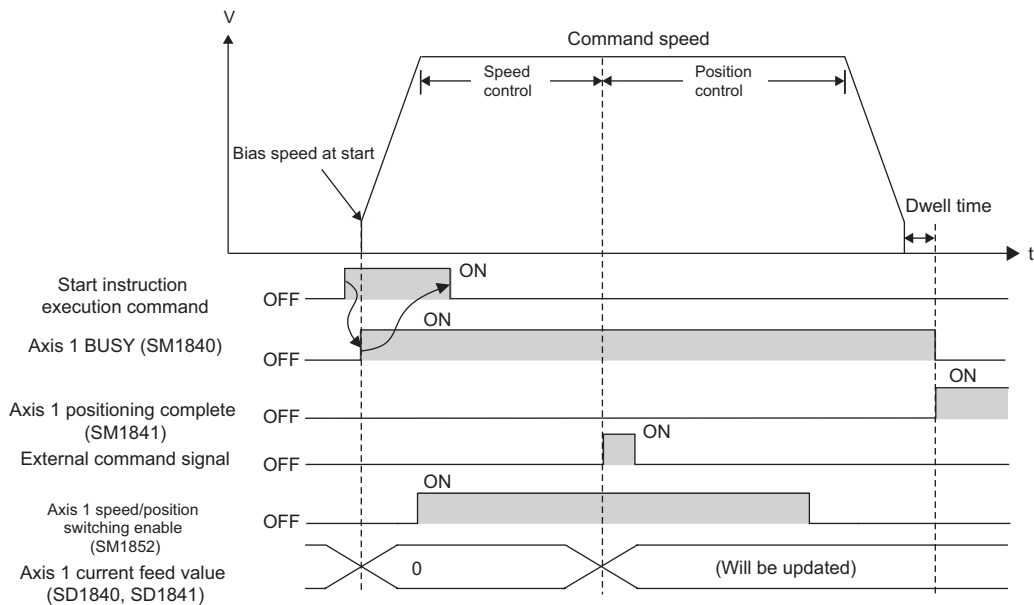 V
Command speed
Speed
control
Position
control
Bias speed at start
Dwell time
t
Start instruction
execution command
OFF
ON
Axis 1 BUSY (SM1840)
OFF
ON
Axis 1 positioning complete
(SM1841)
OFF
ON
External command signal
OFF
ON
Axis 1 speed/position
switching enable
(SM1852)
OFF
ON
Axis 1 current feed value
(SD1840, SD1841)
0
(Will be updated)